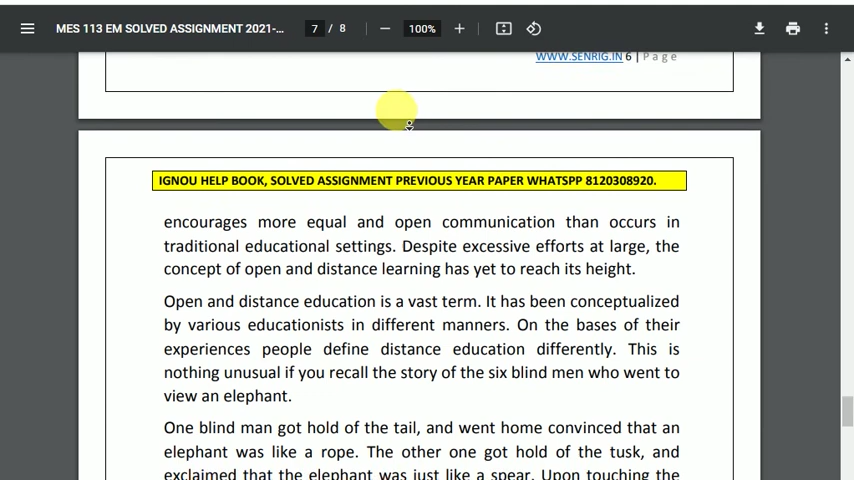 MES 113 EM SOLVED ASSIGNMENT 2021-...
7 / 8
100%
WWW.SENRIG.IN 6 | Page
IGNOU HELP BOOK, SOLVED ASSIGNMENT PREVIOUS YEAR PAPER WHATSPP 8120308920.
encourages more equal and open communication than occurs in
traditional educational settings. Despite excessive efforts at large, the
concept of open and distance learning has yet to reach its height.
Open and distance education is a vast term. It has been conceptualized
by various educationists in different manners. On the bases of their
experiences people define distance education differently. This is
nothing unusual if you recall the story of the six blind men who went to
view an elephant.
One blind man got hold of the tail, and went home convinced that an
elephant was like a rope. The other one got hold of the tusk, and
exclaimed that the elephant was just like a spear. Upon touching the